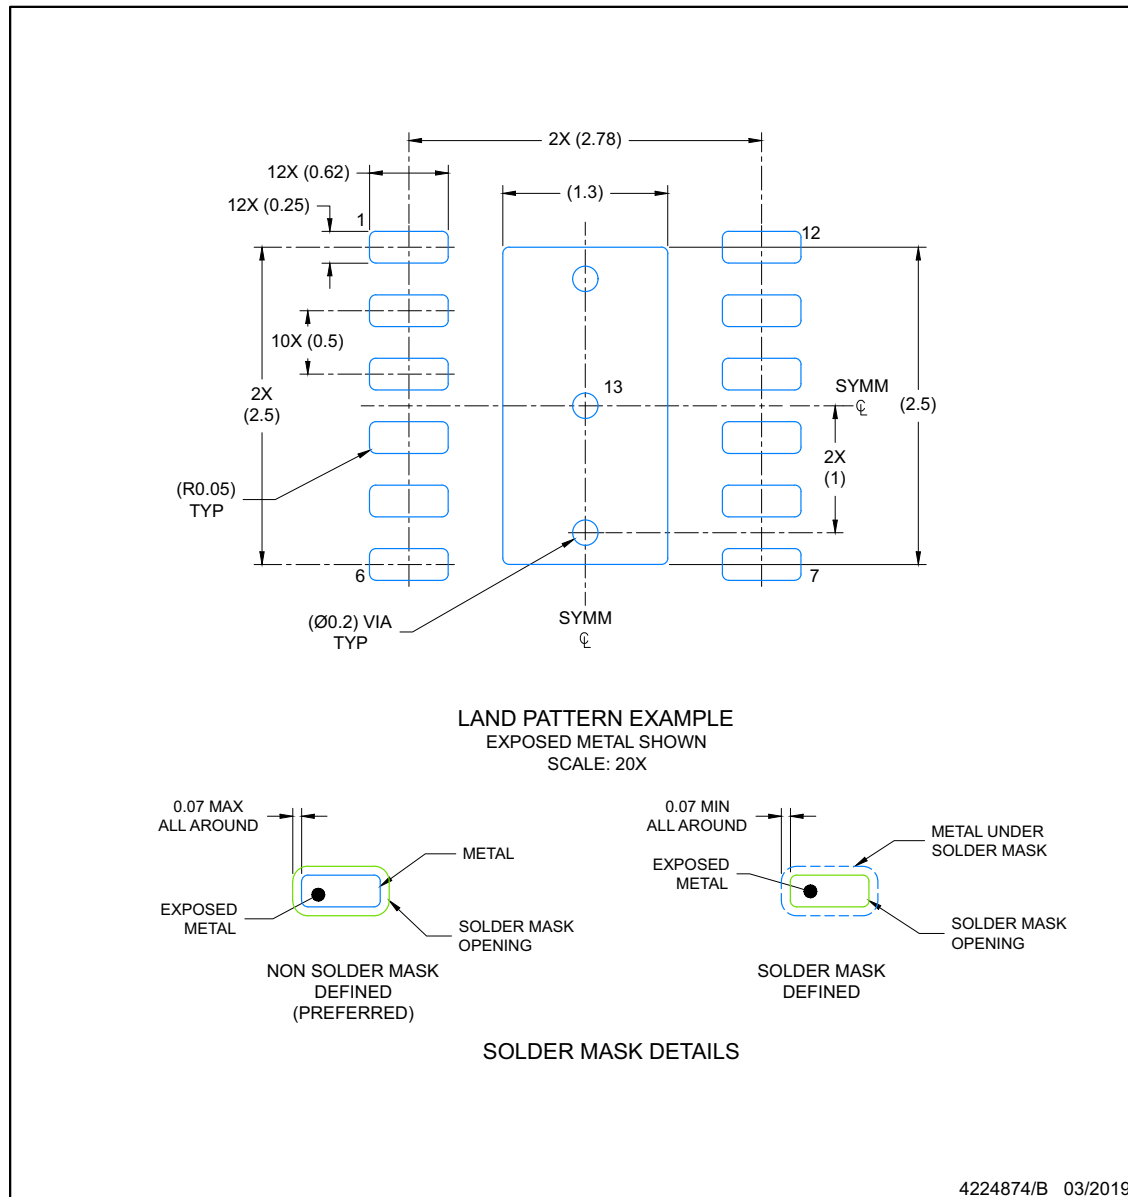 2X (2.78)
12X (0.62)
(1.3)
12X (0.25)
1
12
10X (0.5)
2X
(2.5)
13
SYMM
℄
(2.5)
2X
(1)
(R0.05)
TYP
6
7
(Ø0.2) VIA
TYP
SYMM
℄
LAND PATTERN EXAMPLE
EXPOSED METAL SHOWN
SCALE: 20X
0.07 MAX
ALL AROUND
METAL
EXPOSED
METAL
SOLDER MASK
OPENING
NON SOLDER MASK
DEFINED
(PREFERRED)
0.07 MIN
ALL AROUND
METAL UNDER
SOLDER MASK
EXPOSED
METAL
SOLDER MASK
OPENING
SOLDER MASK
DEFINED
SOLDER MASK DETAILS
4224874/B 03/2019